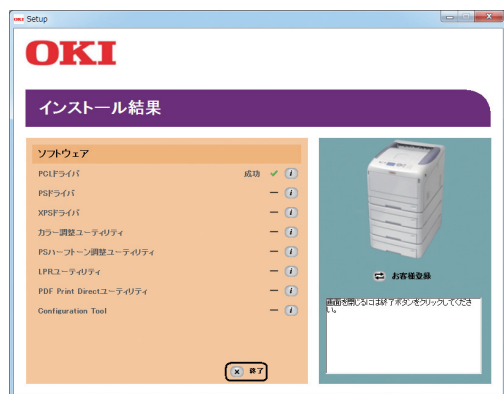 OKI Setup
OKI
インストール結果
ソフトウェア
PCLドライバ 成功
PSドライバ
XPSドライバ
カラー調整ユーティリティ
PSハーフトーン調整ユーティリティ
LPRユーティリティ
PDF Print Directユーティリティ
Configuration Tool
終了
お客様登録
画面を閉じるには終了ボタンをクリックしてくださ
い。